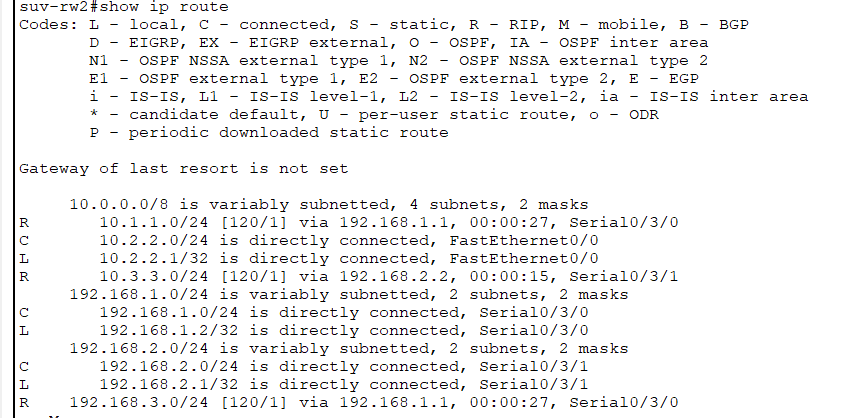 suv-rw2#show ip route
Codes: L - local, C - connected, S - static, R - RIP, M - mobile, B - BGP
D - EIGRP, EX - EIGRP external, O - OSPF, IA - OSPF inter area
N1 - OSPF NSSA external type 1, N2 - OSPF NSSA external type 2
E1 - OSPF external type 1, E2 - OSPF external type 2, E - EGP
i - IS-IS, L1 - IS-IS level-1, L2 - IS-IS level-2, ia - IS-IS inter area
* - candidate default, U - per-user static route, o - ODR
P - periodic downloaded static route
Gateway of last resort is not set
10.0.0.0/8 is variably subnetted, 4 subnets, 2 masks
R 10.1.1.0/24 [120/1] via 192.168.1.1, 00:00:27, Serial0/3/0
C 10.2.2.0/24 is directly connected, FastEthernet0/0
L 10.2.2.1/32 is directly connected, FastEthernet0/0
R 10.3.3.0/24 [120/1] via 192.168.2.2, 00:00:15, Serial0/3/1
192.168.1.0/24 is variably subnetted, 2 subnets, 2 masks
C 192.168.1.0/24 is directly connected, Serial0/3/0
L 192.168.1.2/32 is directly connected, Serial0/3/0
192.168.2.0/24 is variably subnetted, 2 subnets, 2 masks
C 192.168.2.0/24 is directly connected, Serial0/3/1
L 192.168.2.1/32 is directly connected, Serial0/3/1
R 192.168.3.0/24 [120/1] via 192.168.1.1, 00:00:27, Serial0/3/0